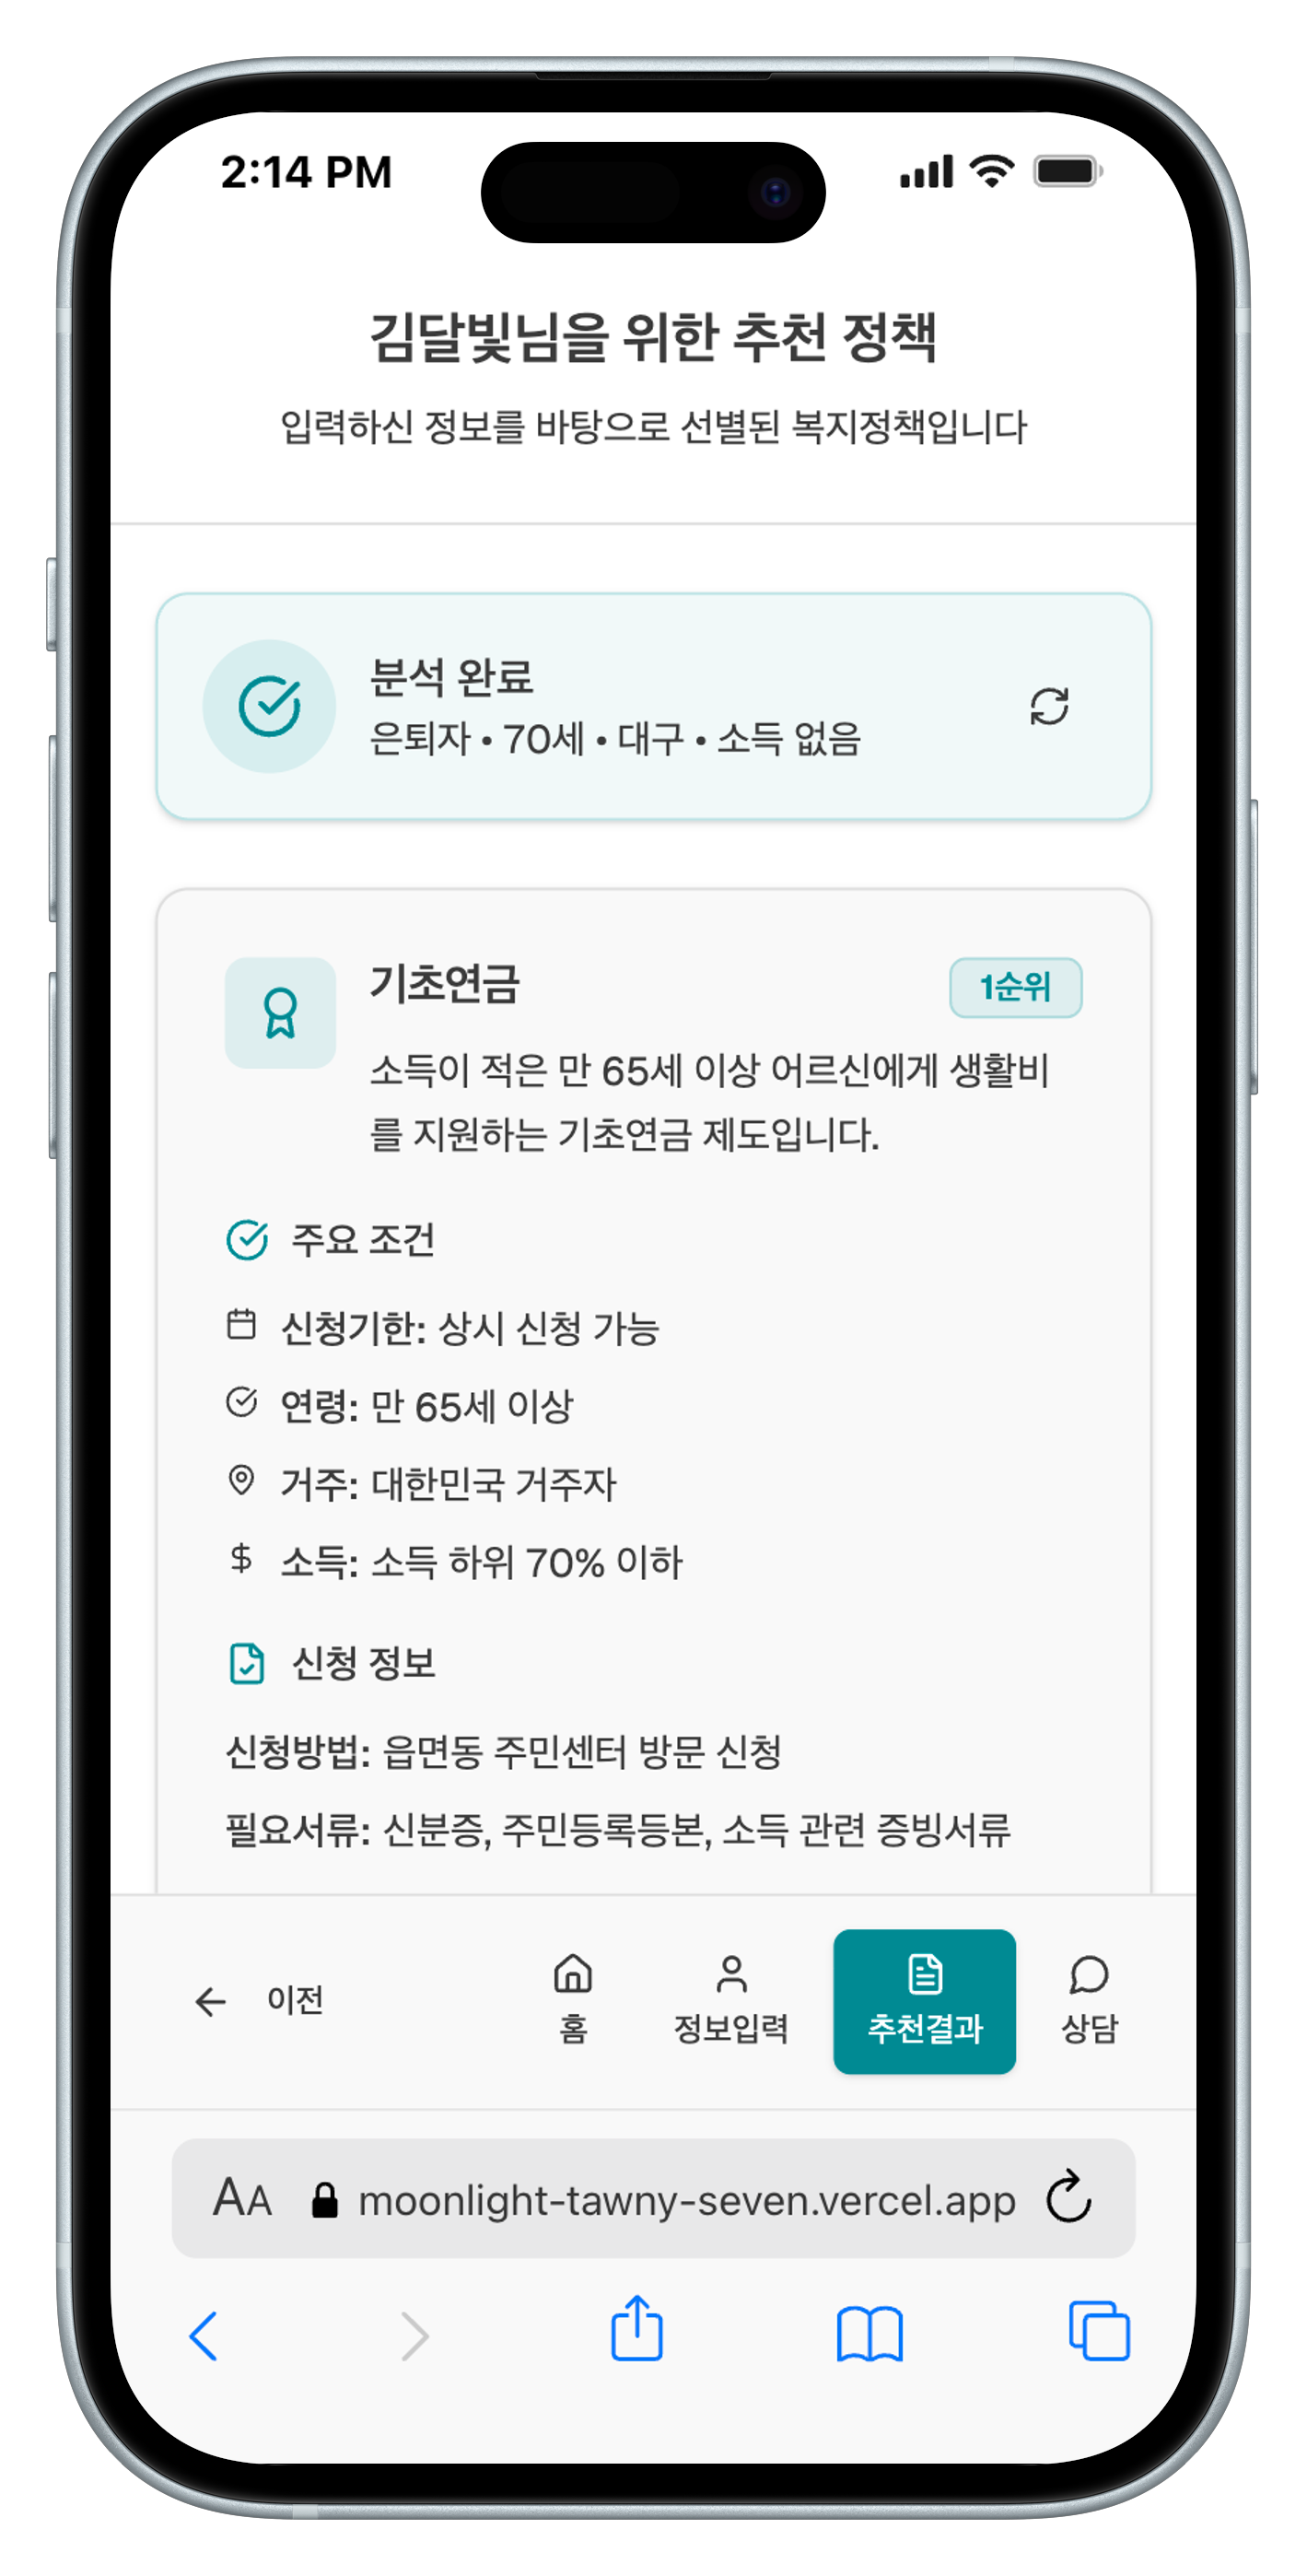 2:14 PM
김달빛님을 위한 추천 정책
입력하신 정보를 바탕으로 선별된 복지정책입니다
분석 완료
은퇴자 • 70세 • 대구 • 소득 없음
기초연금
1순위
소득이 적은 만 65세 이상 어르신에게 생활비
를 지원하는 기초연금 제도입니다.
주요 조건
신청기한: 상시 신청 가능
연령: 만 65세 이상
거주: 대한민국 거주자
소득: 소득 하위 70% 이하
신청 정보
신청방법: 읍면동 주민센터 방문 신청
필요서류: 신분증, 주민등록등본, 소득 관련 증빙서류
이전
홈
정보입력
추천결과
상담
AA moonlight-tawny-seven.vercel.app